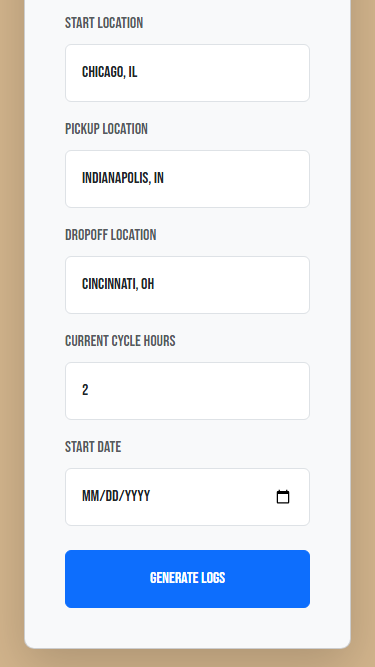 START LOCATION
CHICAGO, IL
PICKUP LOCATION
INDIANAPOLIS, IN
DROPOFF LOCATION
CINCINNATI, OH
CURRENT CYCLE HOURS
2
START DATE
MM/DD/YYYY
GENERATE LOGS